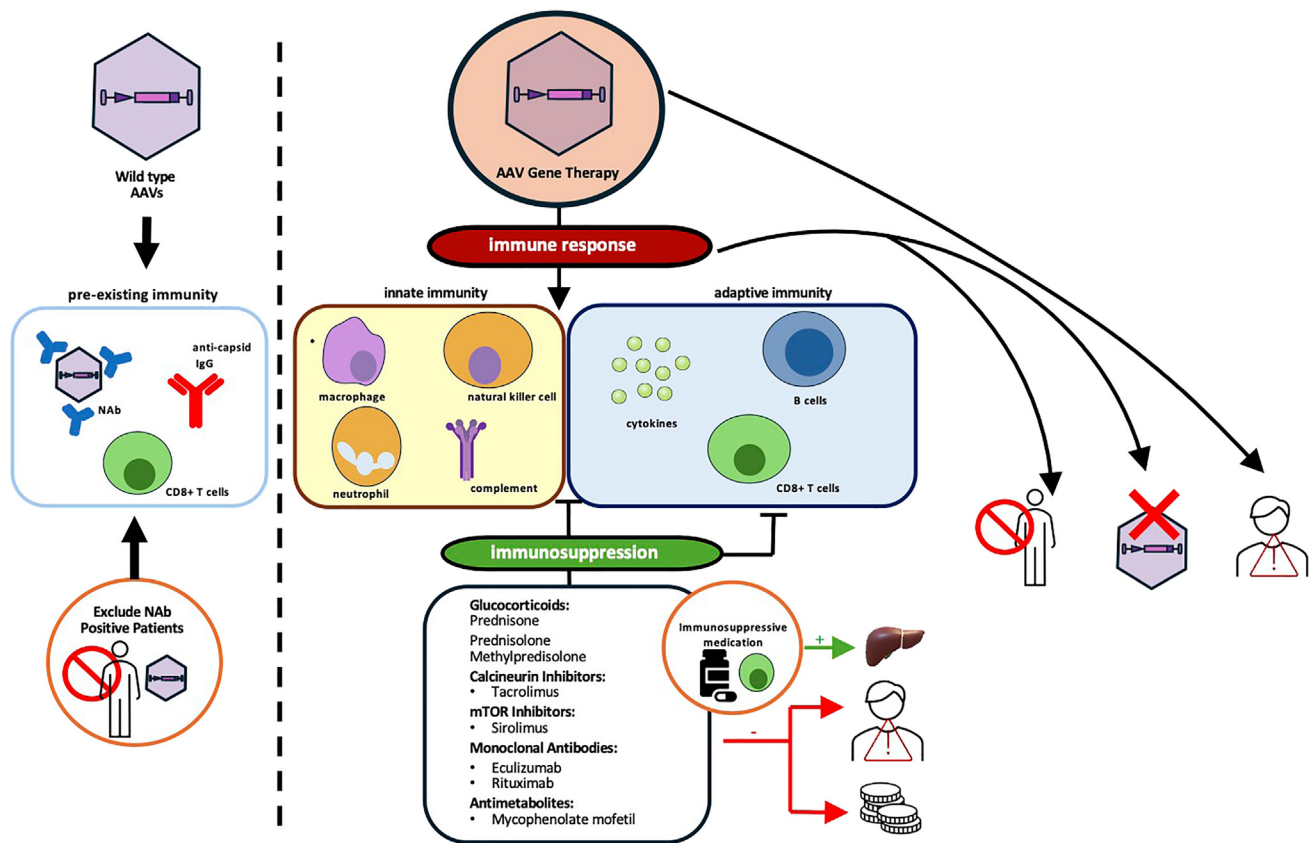 Wild type
AAVs
pre-existing immunity
anti-capsid
IgG
NAb
CD8+ T cells
Exclude NAb
Positive Patients
AAV Gene Therapy
immune response
innate immunity
adaptive immunity
macrophage
natural killer cell
neutrophil
complement
cytokines
B cells
CD8+ T cells
immunosuppression
Glucocorticoids:
Prednisone
Prednisolone
Methylpredisolone
Calcineurin Inhibitors:
• Tacrolimus
mTOR Inhibitors:
• Sirolimus
Monoclonal Antibodies:
• Eculizumab
• Rituximab
Antimetabolites:
• Mycophenolate mofetil
Immunosuppressive
medication
+
-